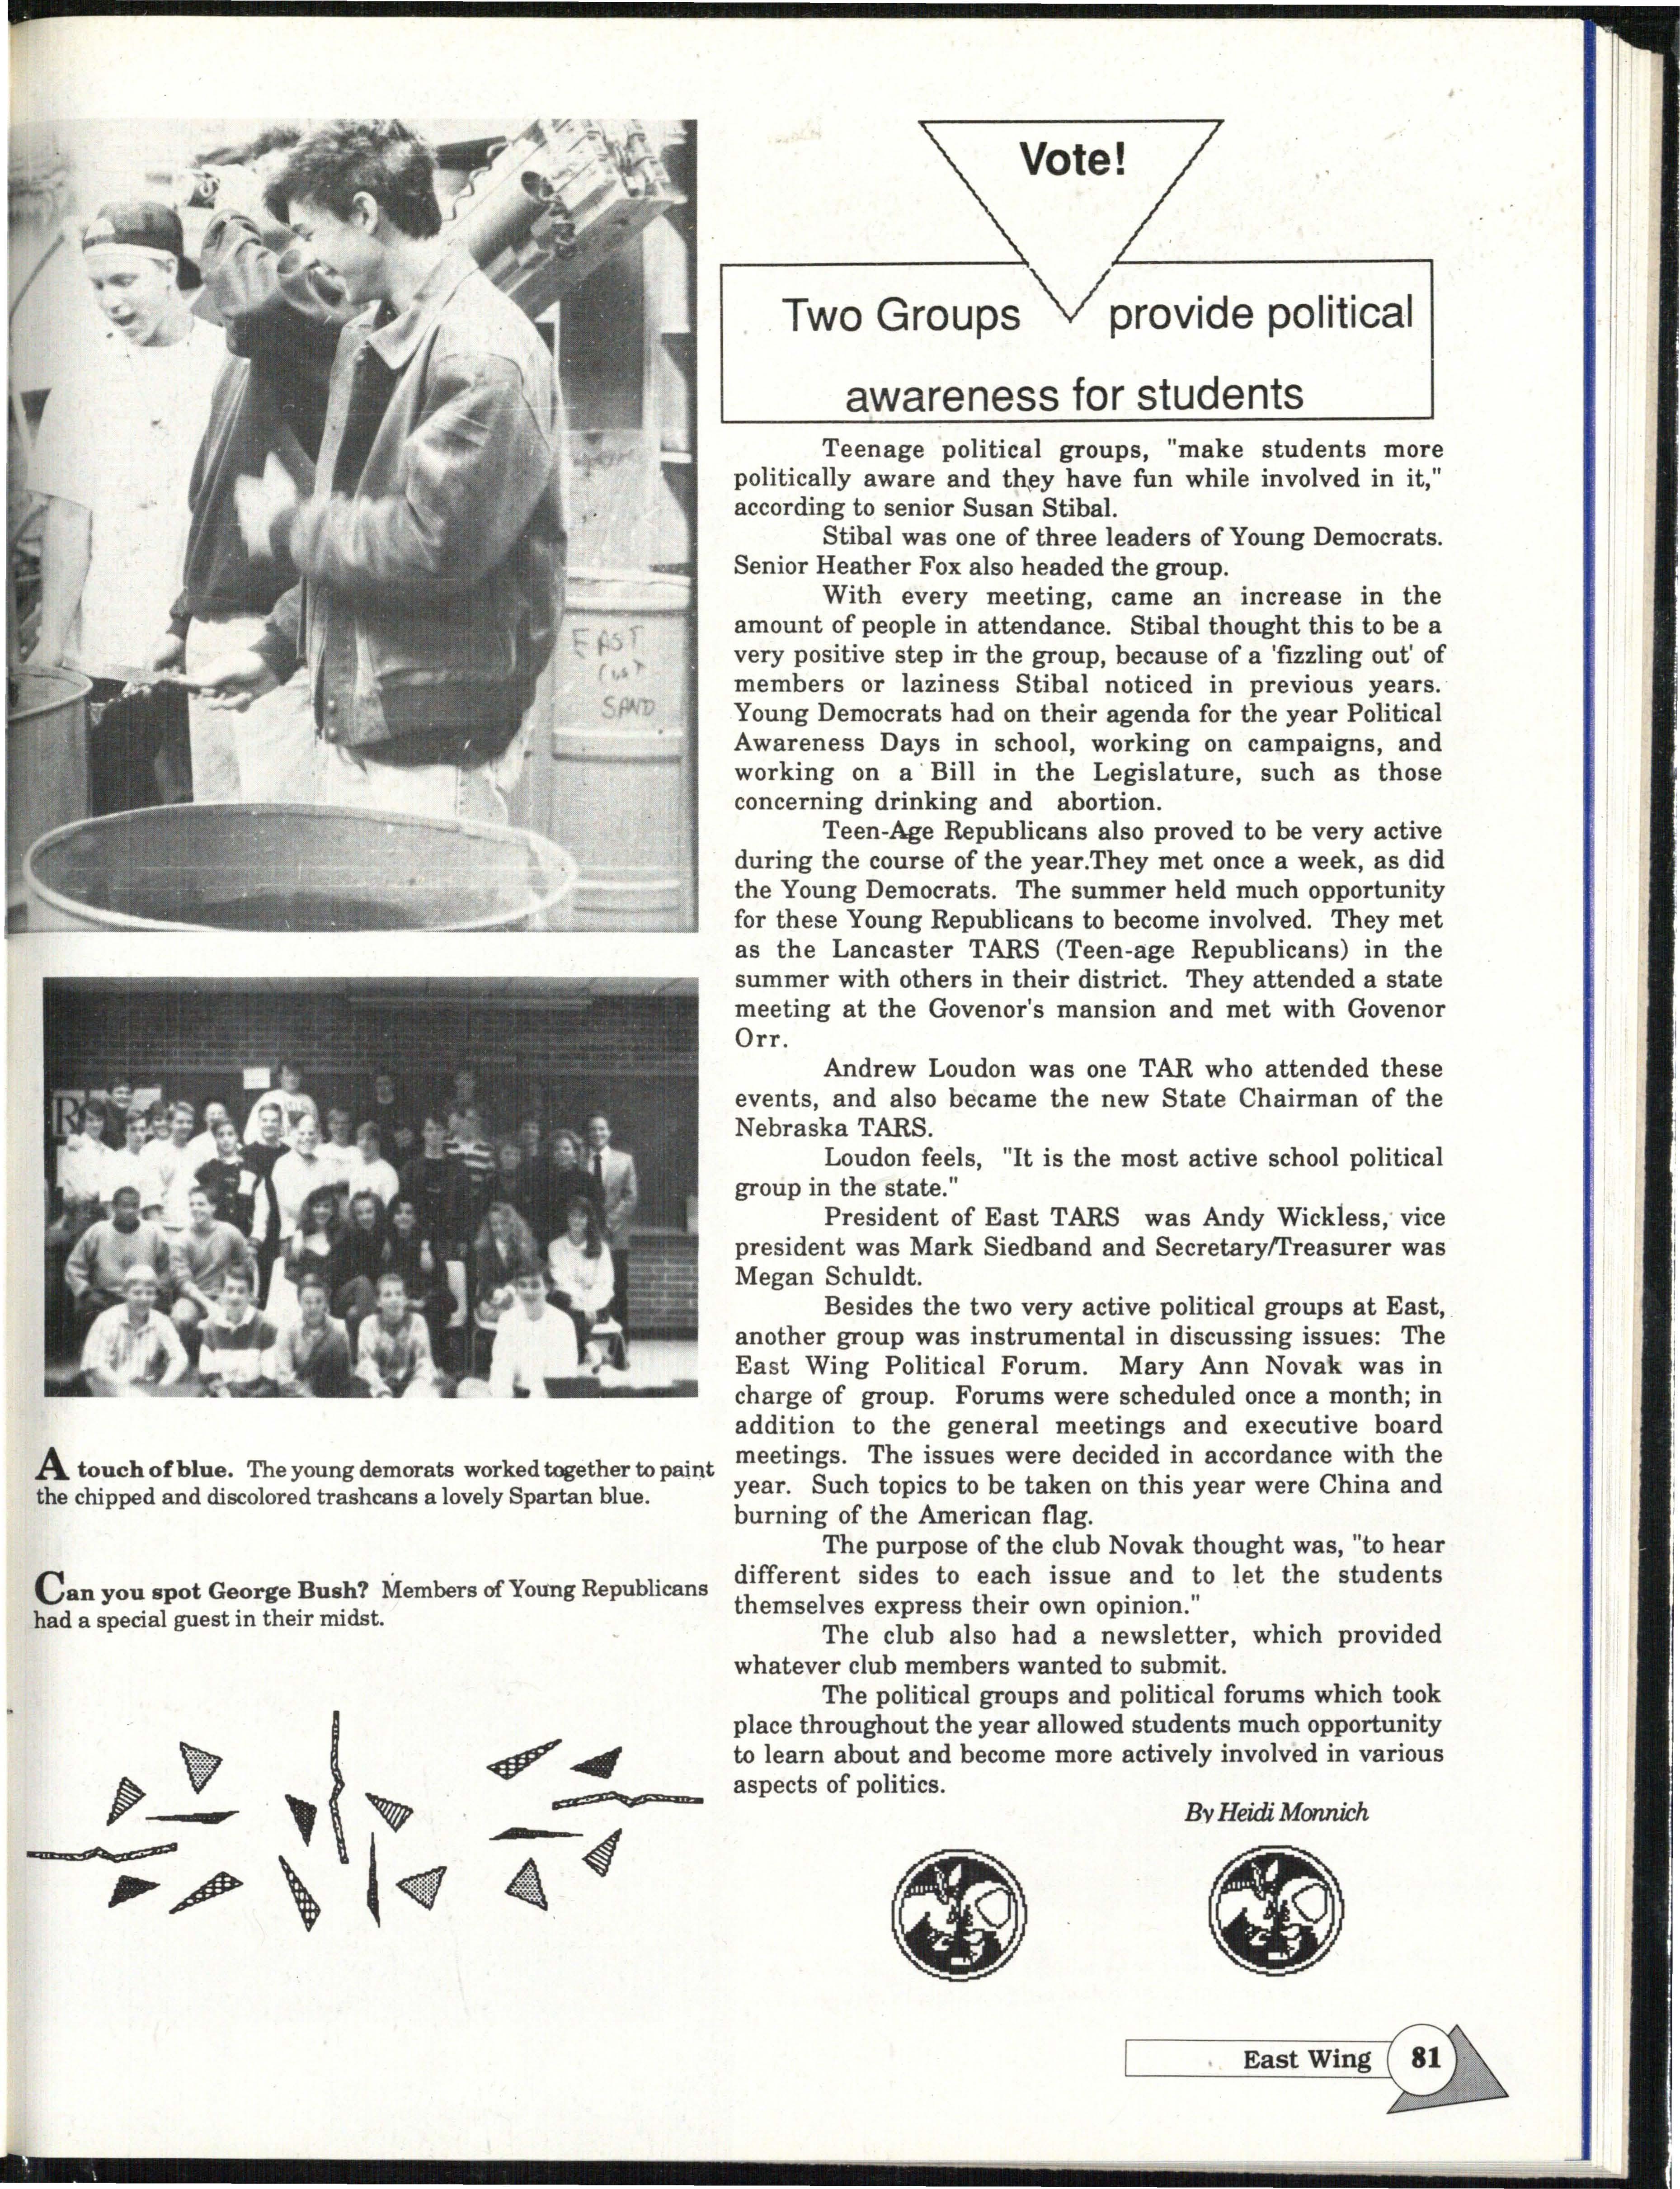 Vote!
Two Groups provide political
awareness for students
EAST
SAND
R
A touch of blue. The young demorats worked together to paint
the chipped and discolored trashcans a lovely Spartan blue.
Can you spot George Bush? Members of Young Republicans
had a special guest in their midst.
Teenage political groups, "make students more
politically aware and they have fun while involved in it,"
according to senior Susan Stibal.
Stibal was one of three leaders of Young Democrats.
Senior Heather Fox also headed the group.
With every meeting, came an increase in the
amount of people in attendance. Stibal thought this to be a
very positive step in the group, because of a 'fizzling out' of
members or laziness Stibal noticed in previous years.
Young Democrats had on their agenda for the year Political
Awareness Days in school, working on campaigns, and
working on a Bill in the Legislature, such as those
concerning drinking and abortion.
Teen-Age Republicans also proved to be very active
during the course of the year.They met once a week, as did
the Young Democrats. The summer held much opportunity
for these Young Republicans to become involved. They met
as the Lancaster TARS (Teen-age Republicans) in the
summer with others in their district. They attended a state
meeting at the Govenor's mansion and met with Govenor
Orr.
Andrew Loudon was one TAR who attended these
events, and also became the new State Chairman of the
Nebraska TARS.
Loudon feels, "It is the most active school political
group in the state."
President of East TARS was Andy Wickless, vice
president was Mark Siedband and Secretary/Treasurer was
Megan Schuldt.
Besides the two very active political groups at East,
another group was instrumental in discussing issues: The
East Wing Political Forum. Mary Ann Novak was in
charge of group. Forums were scheduled once a month; in
addition to the general meetings and executive board
meetings. The issues were decided in accordance with the
year. Such topics to be taken on this year were China and
burning of the American flag.
The purpose of the club Novak thought was, "to hear
different sides to each issue and to let the students
themselves express their own opinion."
The club also had a newsletter, which provided
whatever club members wanted to submit.
The political groups and political forums which took
place throughout the year allowed students much opportunity
to learn about and become more actively involved in various
aspects of politics.
By Heidi Monnich
East Wing 81